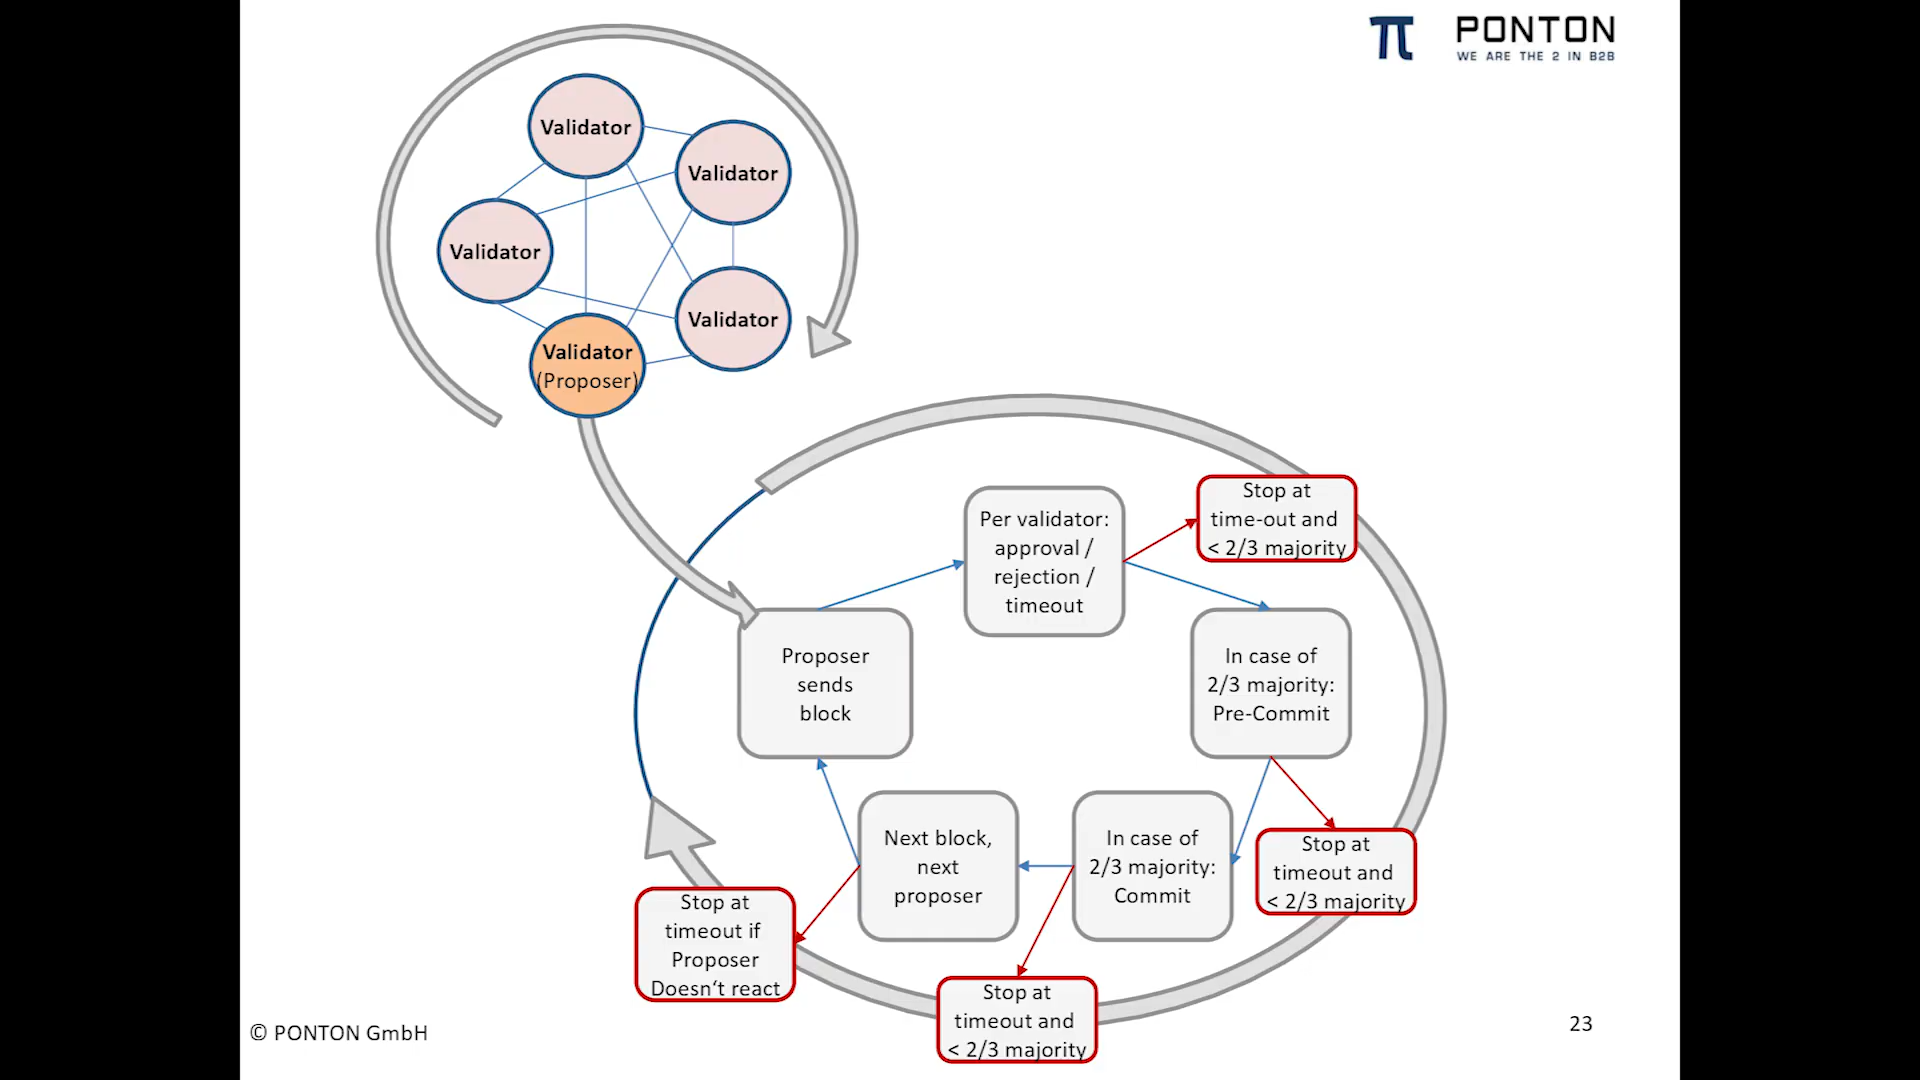 π PONTON
WE ARE THE 2 IN B2B
Validator
Validator
Validator
Validator
Validator
(Proposer)
Stop at
time-out and
< 2/3 majority
Per validator:
approval /
rejection /
timeout
Proposer
sends
block
In case of
2/3 majority:
Pre-Commit
Next block,
next
proposer
In case of
2/3 majority:
Commit
Stop at
timeout and
< 2/3 majority
Stop at
timeout if
Proposer
Doesn't react
Stop at
timeout and
< 2/3 majority
© PONTON GmbH
23